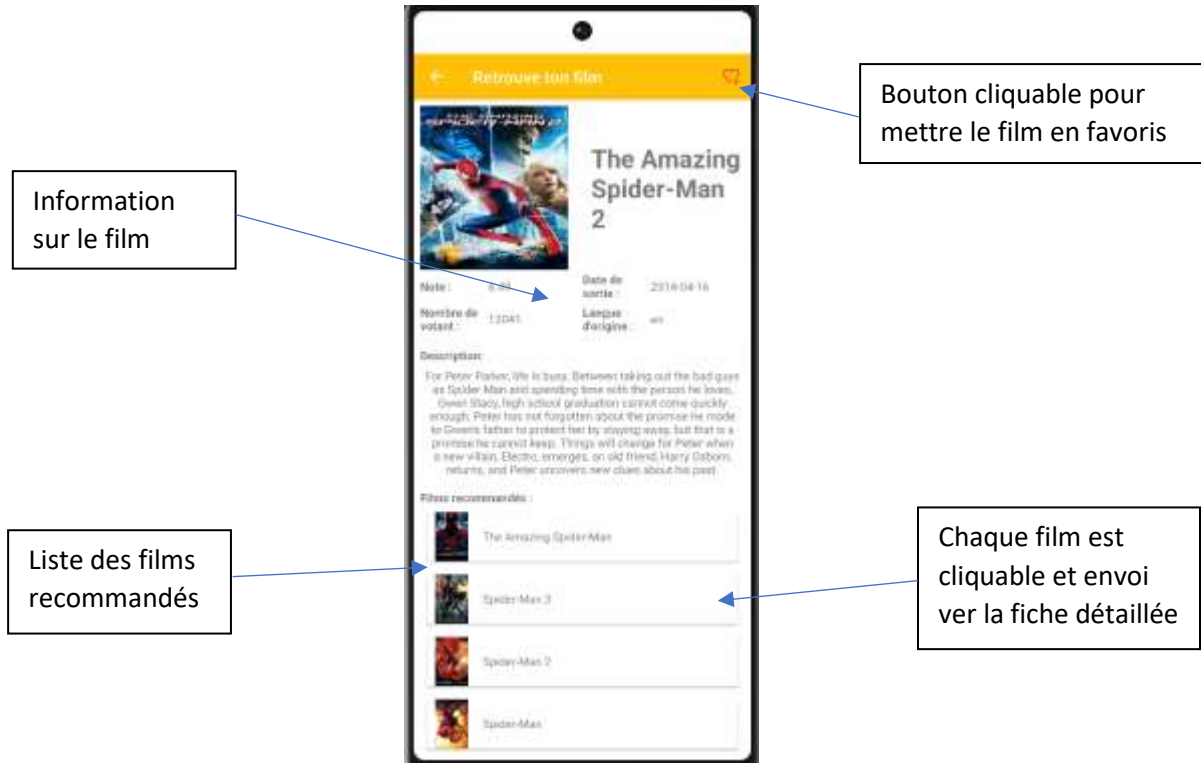 Retrouve ton film
Bouton cliquable pour
mettre le film en favoris
THE AMAZING
SPIDER-MAN 2
The Amazing
Spider-Man
2
Information
sur le film
Note :
Date de
sortie :
2014-04-16
Nombre de
votant :
12041
Langue
d'origine :
en
Description
For Peter Parker, life is busy. Between taking out the bad guys
as Spider-Man and spending time with the person he loves,
Gwen Stacy, high school graduation cannot come quickly
enough. Peter has not forgotten about the promise he made
to Gwen's father to protect her by staying away, but that is a
promise he cannot keep. Things will change for Peter when
a new villain, Electro, emerges, an old friend, Harry Osborn,
returns, and Peter uncovers new clues about his past.
Films recommandés :
The Amazing Spider-Man
Spider-Man 3
Spider-Man 2
Spider-Man
Liste des films
recommandés
Chaque film est
cliquable et envoi
ver la fiche détaillée